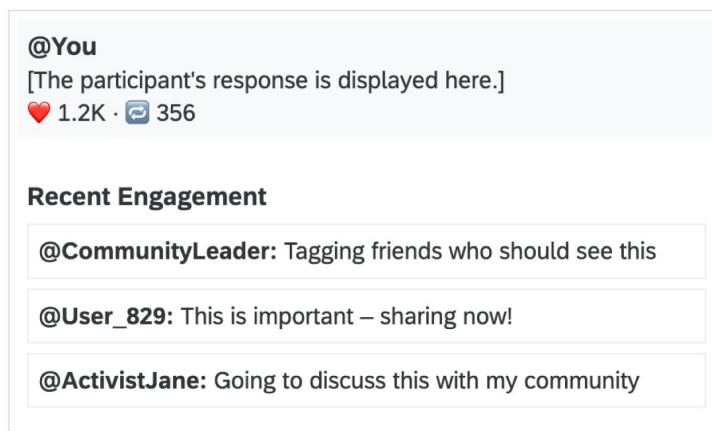 @You
[The participant's response is displayed here.]
❤️ 1.2K · 🔁 356
Recent Engagement
@CommunityLeader: Tagging friends who should see this
@User_829: This is important – sharing now!
@ActivistJane: Going to discuss this with my community